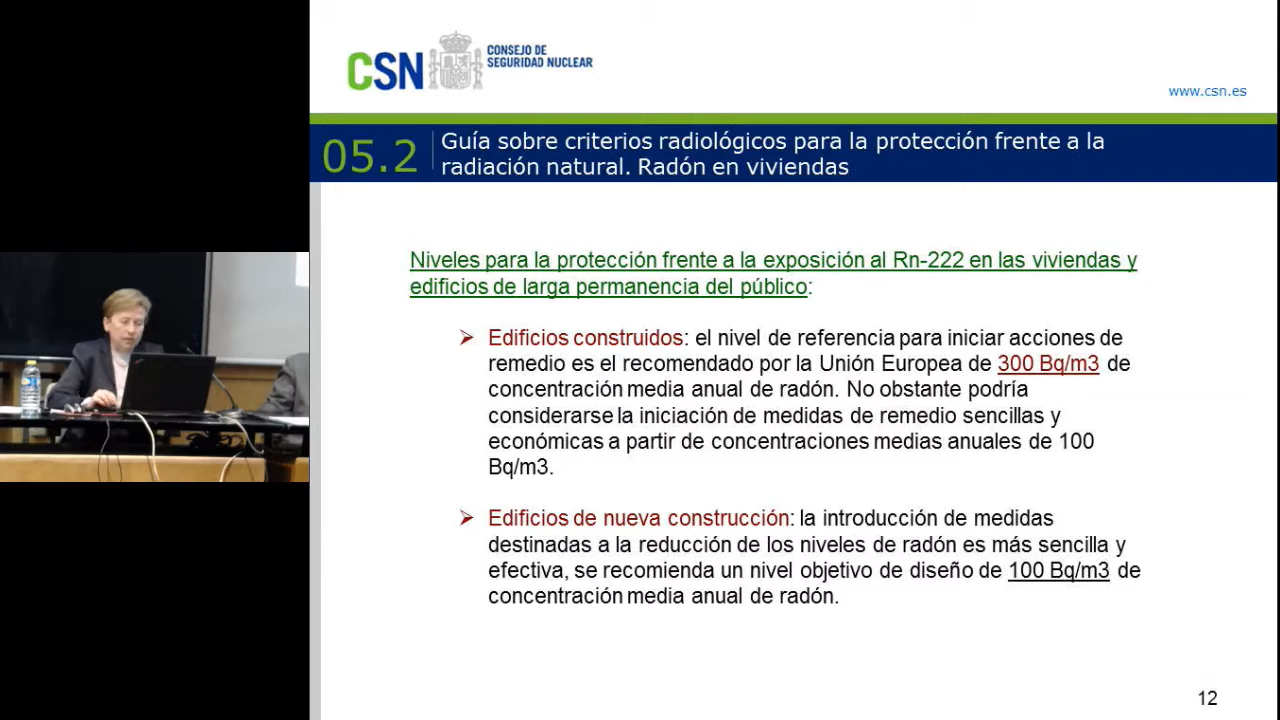 CSN
CONSEJO DE
SEGURIDAD NUCLEAR
www.csn.es
05.2
Guía sobre criterios radiológicos para la protección frente a la
radiación natural. Radón en viviendas
Niveles para la protección frente a la exposición al Rn-222 en las viviendas y
edificios de larga permanencia del público:
➢ Edificios construidos: el nivel de referencia para iniciar acciones de
remedio es el recomendado por la Unión Europea de 300 Bq/m3 de
concentración media anual de radón. No obstante podría
considerarse la iniciación de medidas de remedio sencillas y
económicas a partir de concentraciones medias anuales de 100
Bq/m3.
➢ Edificios de nueva construcción: la introducción de medidas
destinadas a la reducción de los niveles de radón es más sencilla y
efectiva, se recomienda un nivel objetivo de diseño de 100 Bq/m3 de
concentración media anual de radón.
12